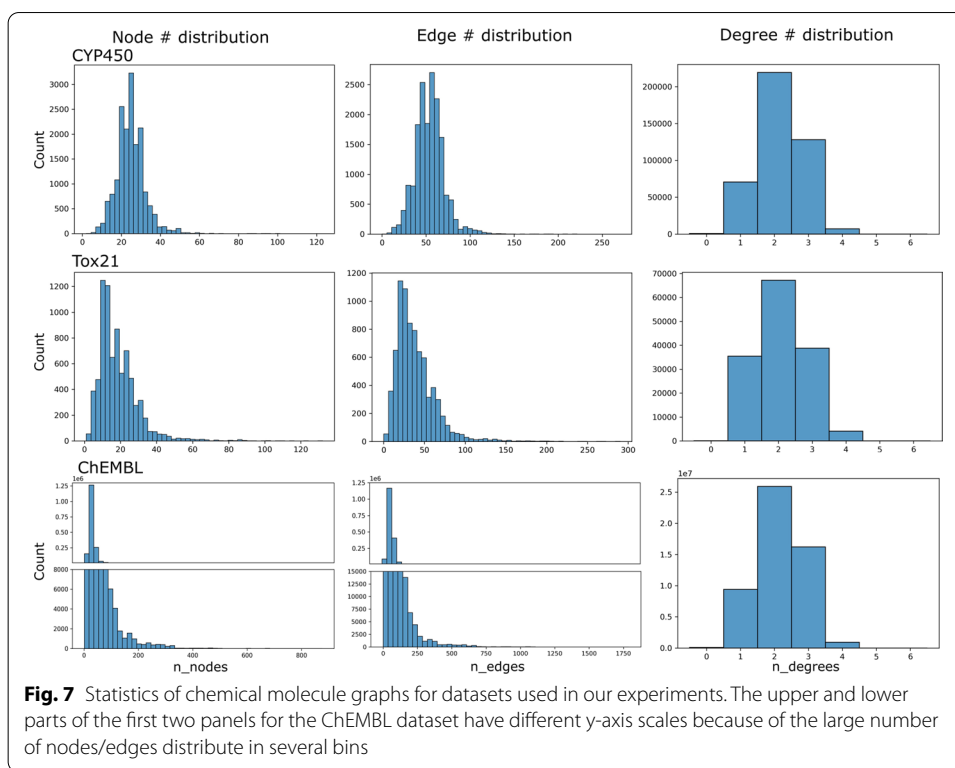 Node # distribution
Edge # distribution
Degree # distribution
CYP450
Count
3000
2500
2000
1500
1000
500
0
0 20 40 60 80 100 120
2500
2000
1500
1000
500
0
0 50 100 150 200 250
200000
150000
100000
50000
0
0 1 2 3 4 5 6
Tox21
Count
1200
1000
800
600
400
200
0
0 20 40 60 80 100 120
1200
1000
800
600
400
200
0
0 50 100 150 200 250 300
70000
60000
50000
40000
30000
20000
10000
0
0 1 2 3 4 5 6
ChEMBL
Count
1e6
1.25
1.00
0.75
0.50
0.25
8000
6000
4000
2000
0
0 200 400 600 800
n_nodes
1e6
1.25
1.00
0.75
0.50
0.25
15000
12500
10000
7500
5000
2500
0
0 250 500 750 1000 1250 1500 1750
n_edges
1e7
2.5
2.0
1.5
1.0
0.5
0.0
0 1 2 3 4 5 6
n_degrees
Fig. 7 Statistics of chemical molecule graphs for datasets used in our experiments. The upper and lower
parts of the first two panels for the ChEMBL dataset have different y-axis scales because of the large number
of nodes/edges distribute in several bins